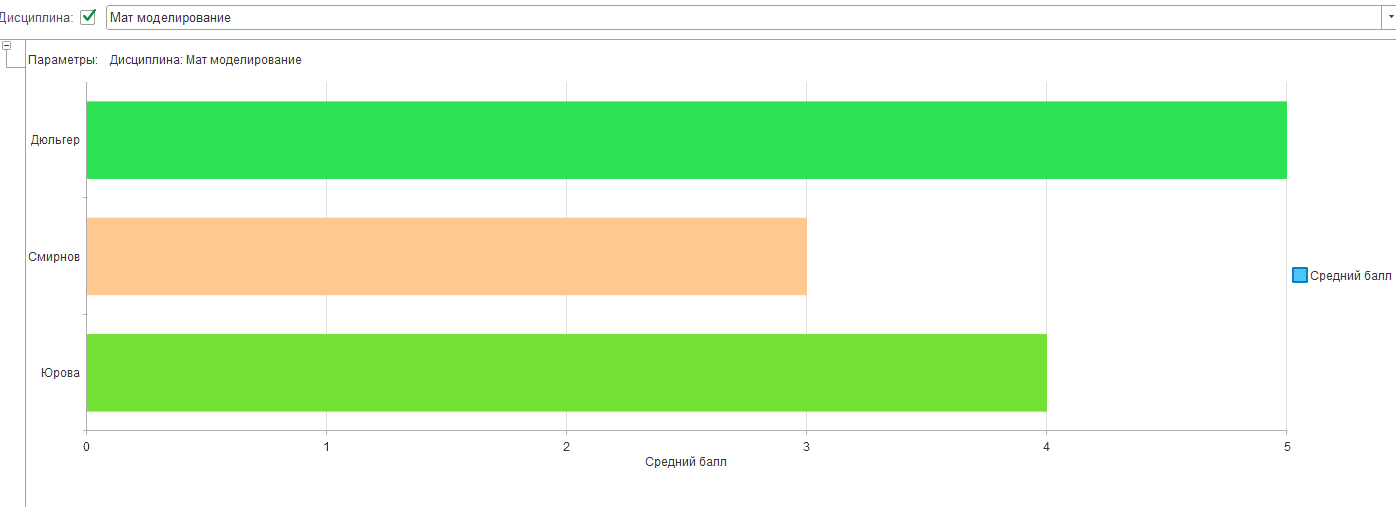 Дисциплина: Мат моделирование
Параметры: Дисциплина: Мат моделирование
Дюльгер
Смирнов
Юрова
0 1 2 3 4 5
Средний балл
Средний балл